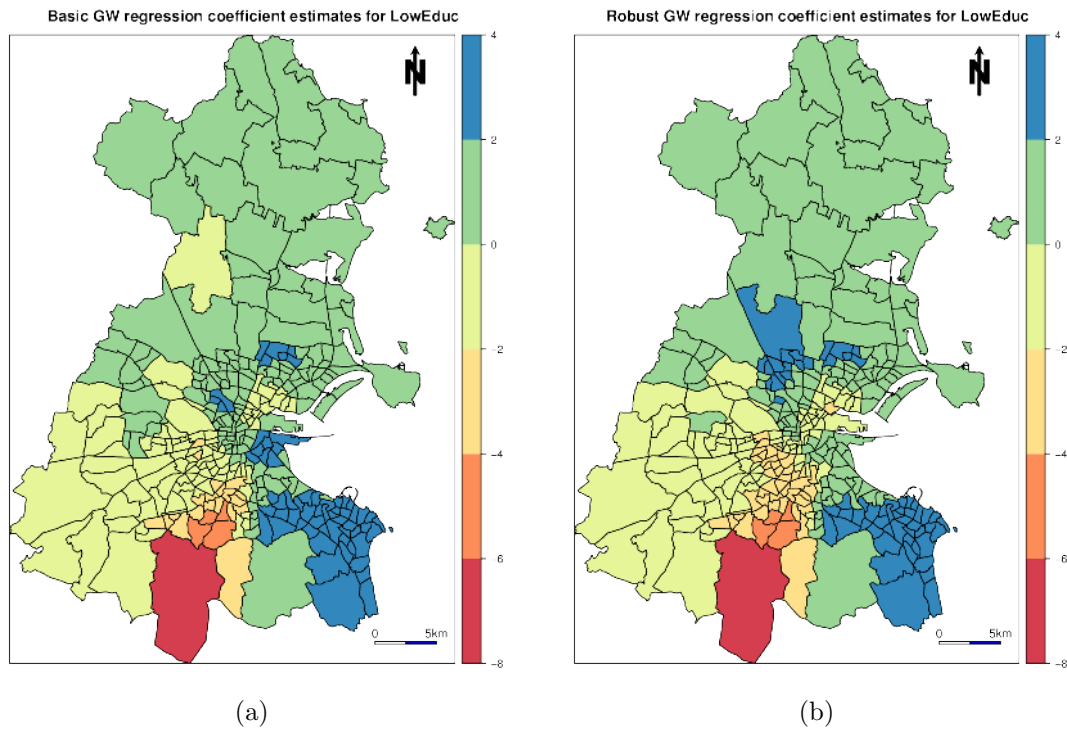 Basic GW regression coefficient estimates for LowEduc
N
4
2
0
−2
−4
−6
−8
0 5km
(a)
Robust GW regression coefficient estimates for LowEduc
N
4
2
0
−2
−4
−6
−8
0 5km
(b)